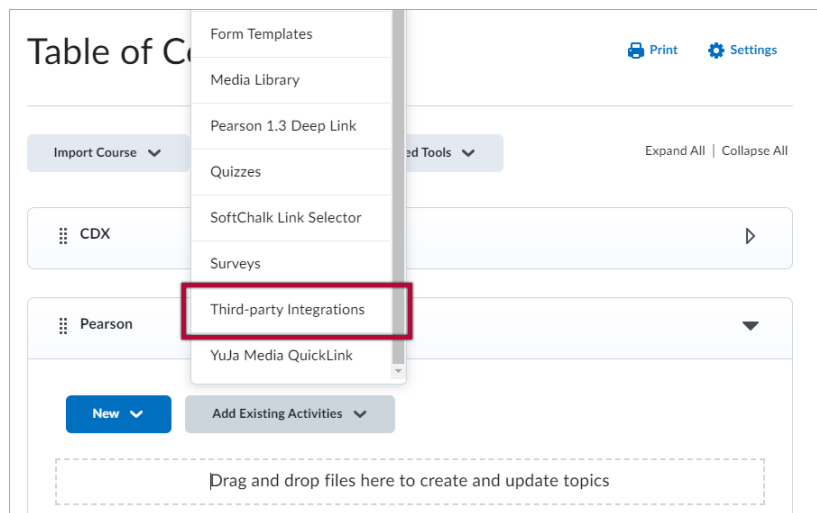 Table of Co
Print
Settings
Form Templates
Media Library
Pearson 1.3 Deep Link
Quizzes
SoftChalk Link Selector
Surveys
Third-party Integrations
YuJa Media QuickLink
Import Course
ed Tools
Expand All | Collapse All
CDX
Pearson
New
Add Existing Activities
Drag and drop files here to create and update topics